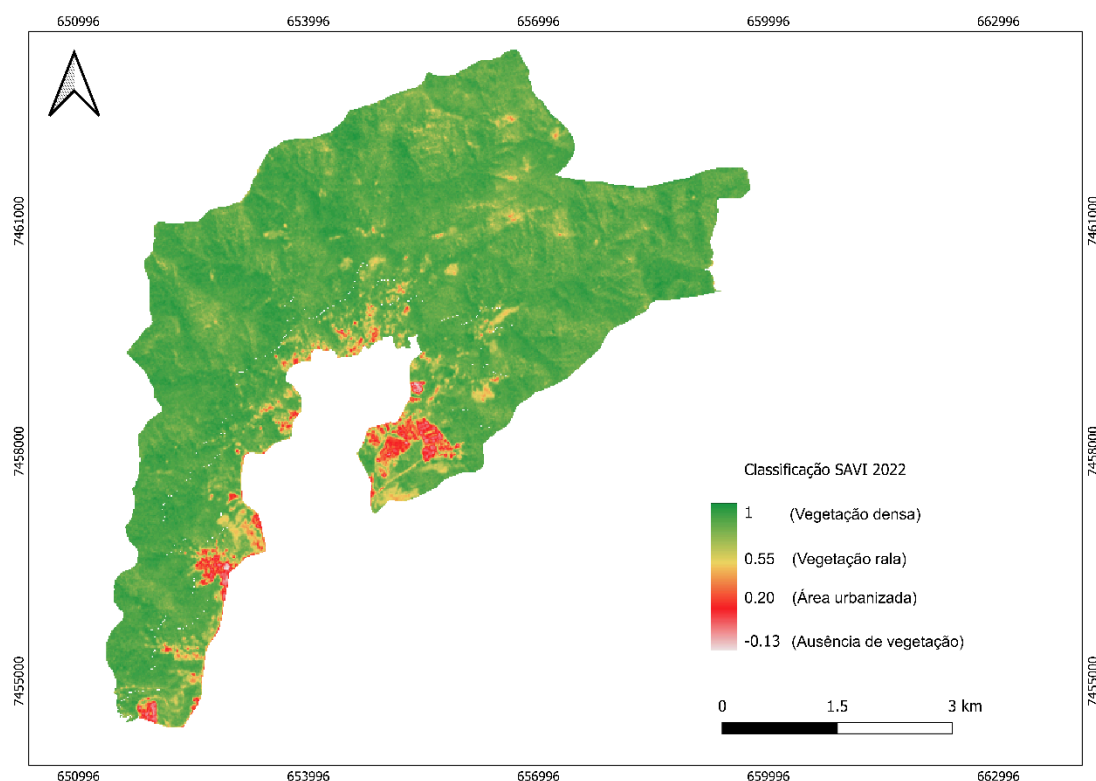 650996 653996 656996 659996 662996
7461000 7461000
7458000 7458000
Classificação SAVI 2022
1 (Vegetação densa)
0.55 (Vegetação rala)
0.20 (Área urbanizada)
-0.13 (Ausência de vegetação)
7455000 7455000
0 1.5 3 km
650996 653996 656996 659996 662996